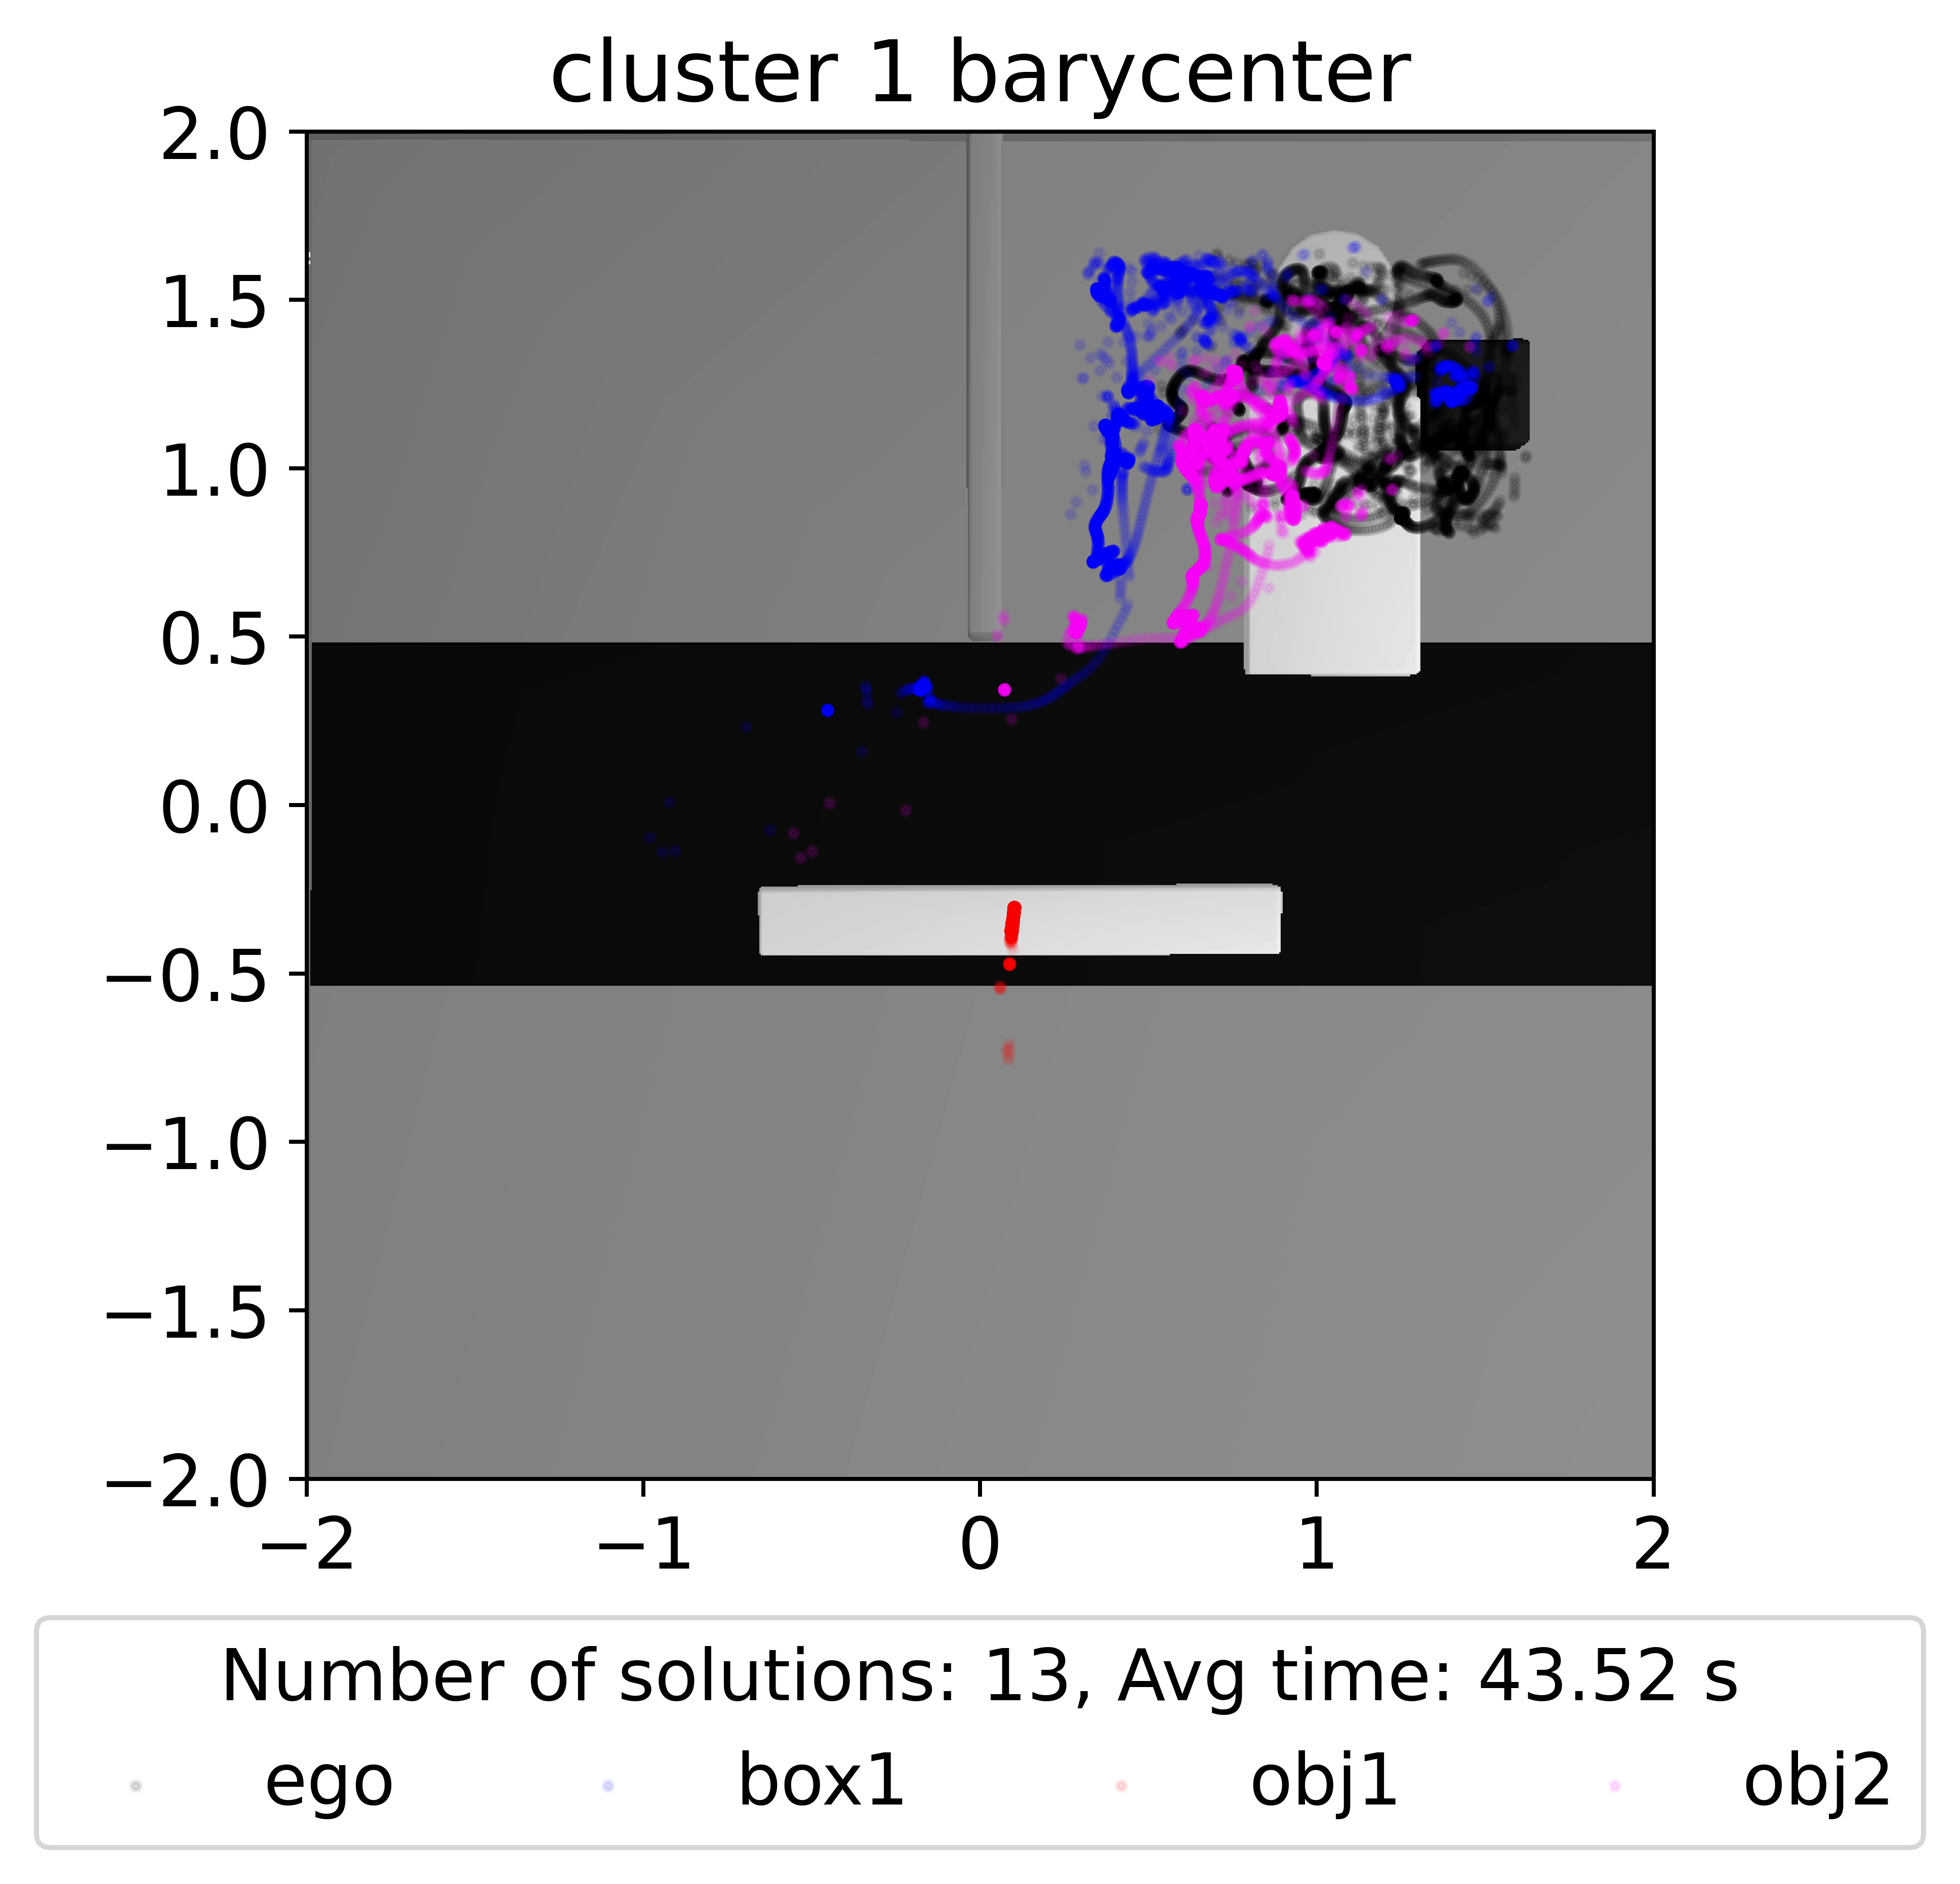 cluster 1 barycenter
2.0
1.5
1.0
0.5
0.0
−0.5
−1.0
−1.5
−2.0
−2 −1 0 1 2
Number of solutions: 13, Avg time: 43.52 s
ego box1 obj1 obj2